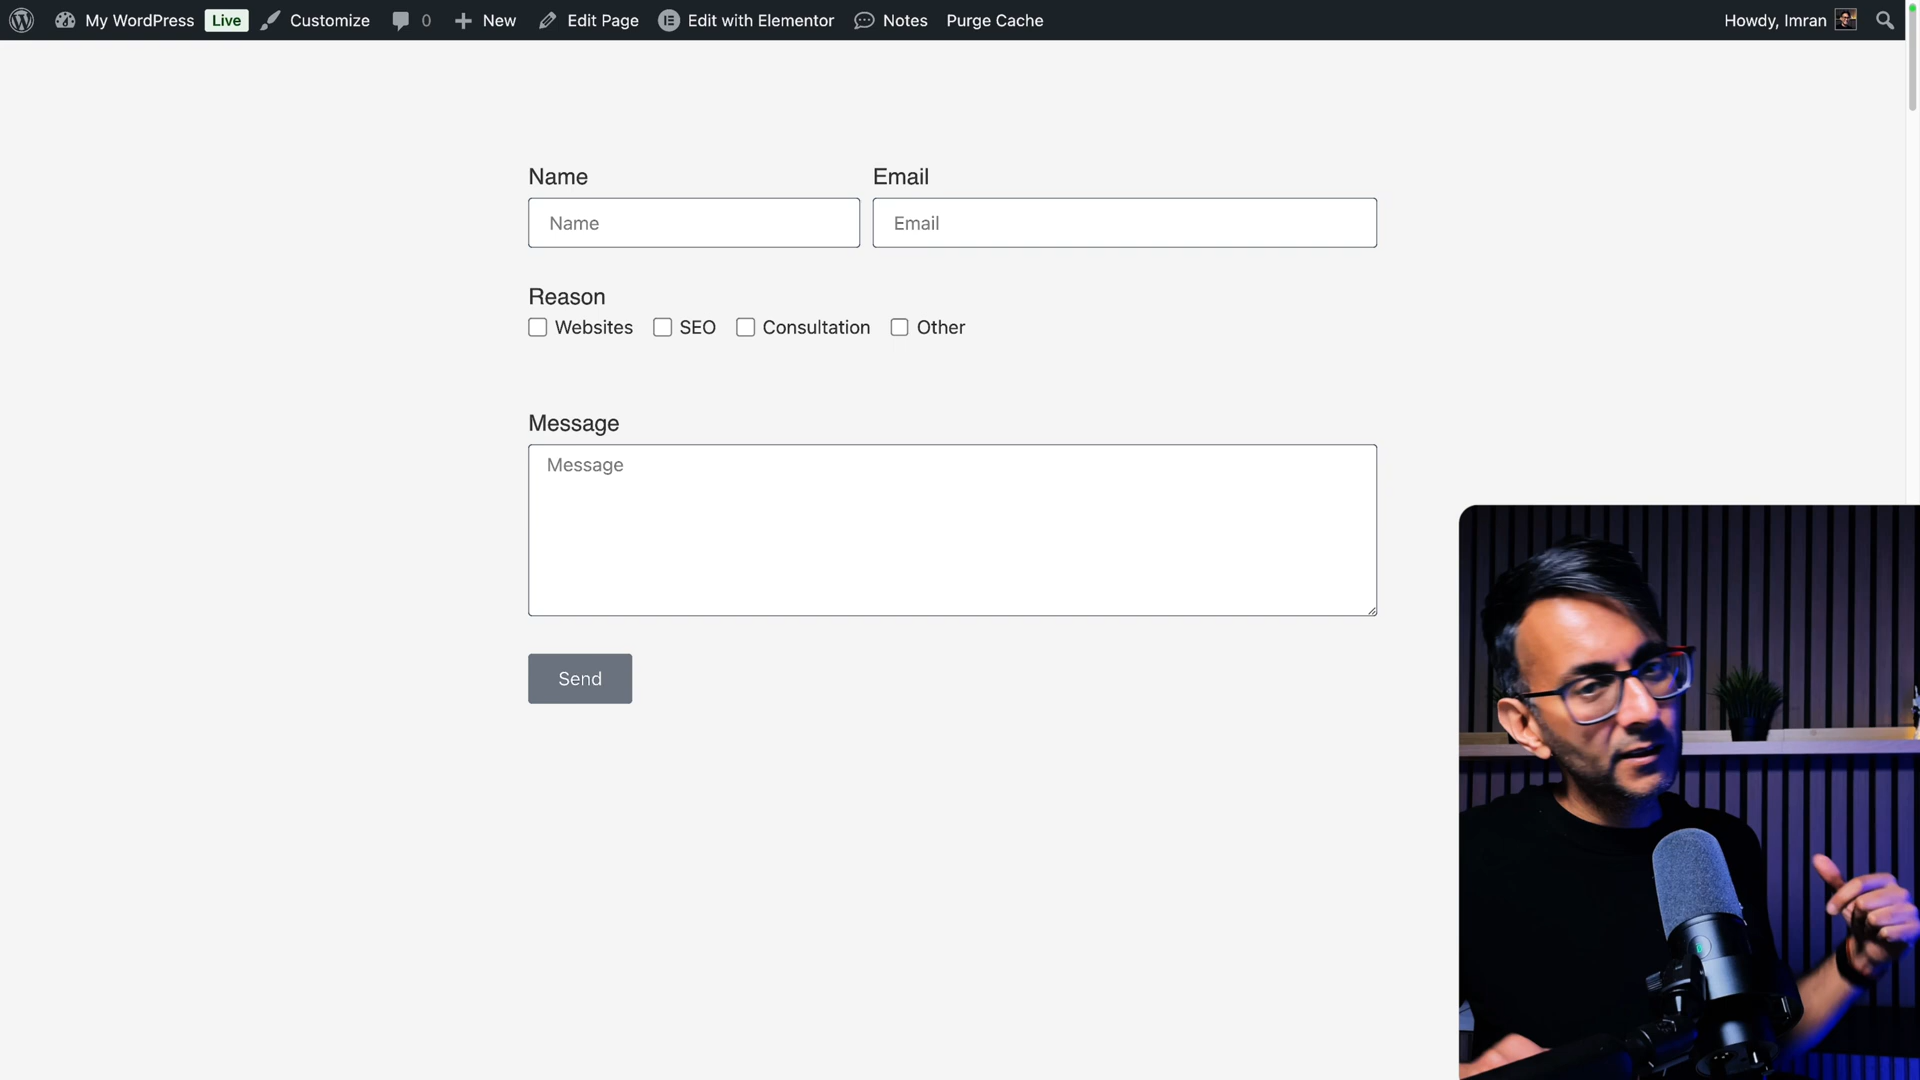 My WordPress Live Customize 0 New Edit Page Edit with Elementor Notes Purge Cache Howdy, Imran
Name Email
Name Email
Reason
Websites SEO Consultation Other
Message
Message
Send